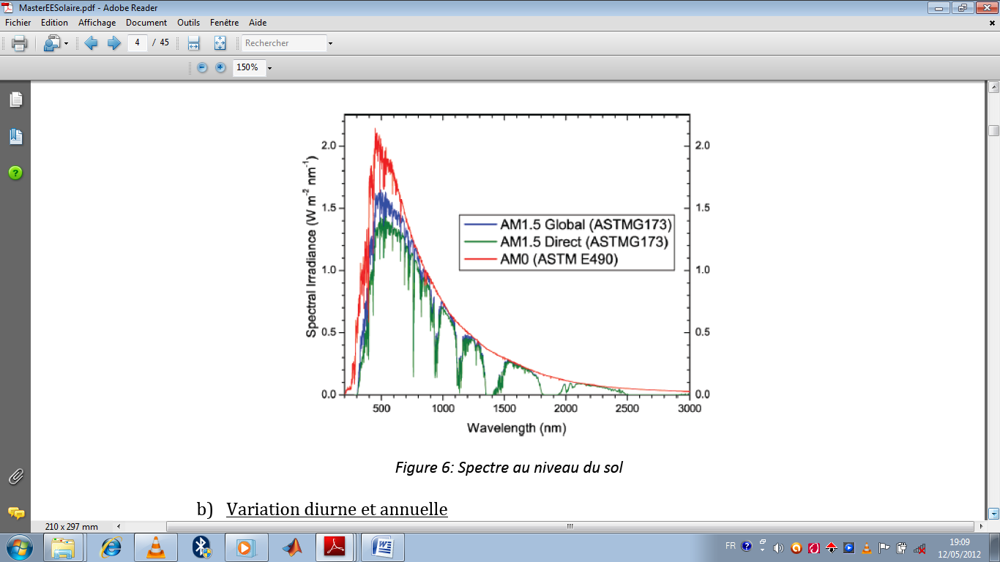 MasterEESolaire.pdf - Adobe Reader
Fichier Edition Affichage Document Outils Fenêtre Aide
4 / 45 Rechercher
150%
2.0 2.0
1.5 1.5
1.0 1.0
0.5 0.5
0.0 0.0
Spectral Irradiance (W m-2 nm-1)
AM1.5 Global (ASTMG173)
AM1.5 Direct (ASTMG173)
AM0 (ASTM E490)
500 1000 1500 2000 2500 3000
Wavelength (nm)
Figure 6: Spectre au niveau du sol
b) Variation diurne et annuelle
210 x 297 mm
FR 19:09
12/05/2012